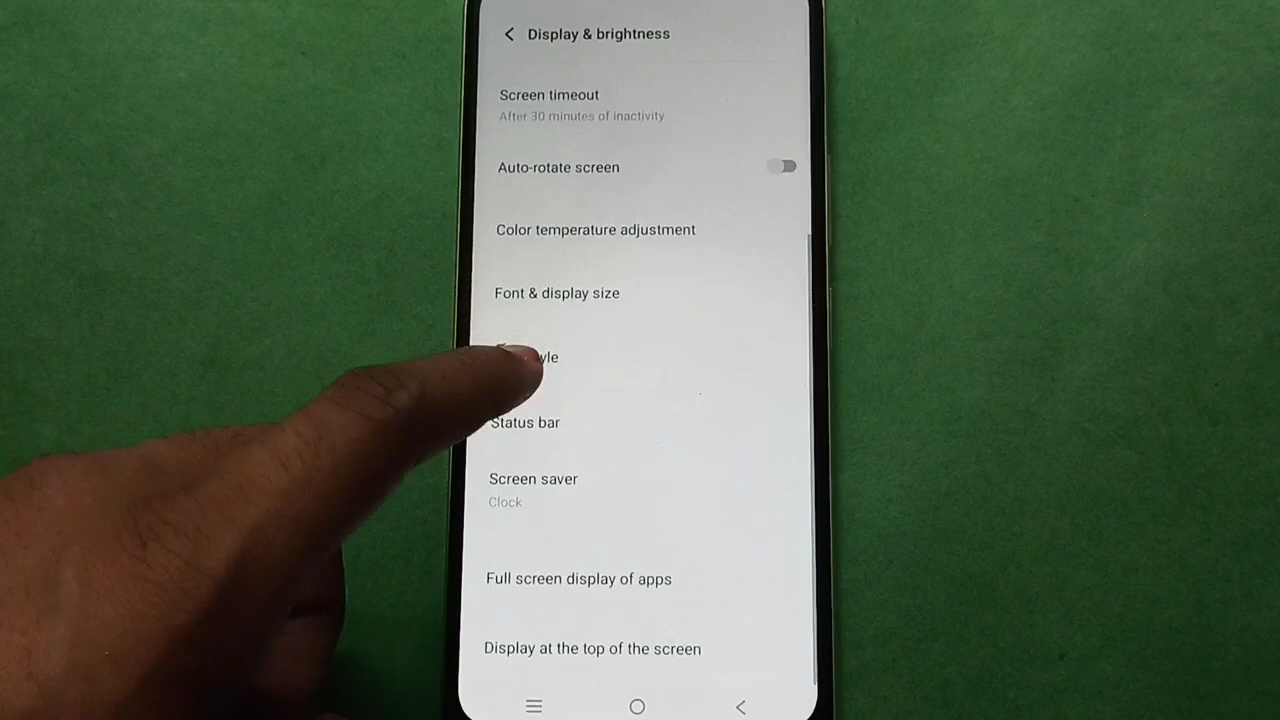 Display & brightness
Screen timeout
After 30 minutes of inactivity
Auto-rotate screen
Color temperature adjustment
Font & display size
Status bar
Screen saver
Clock
Full screen display of apps
Display at the top of the screen